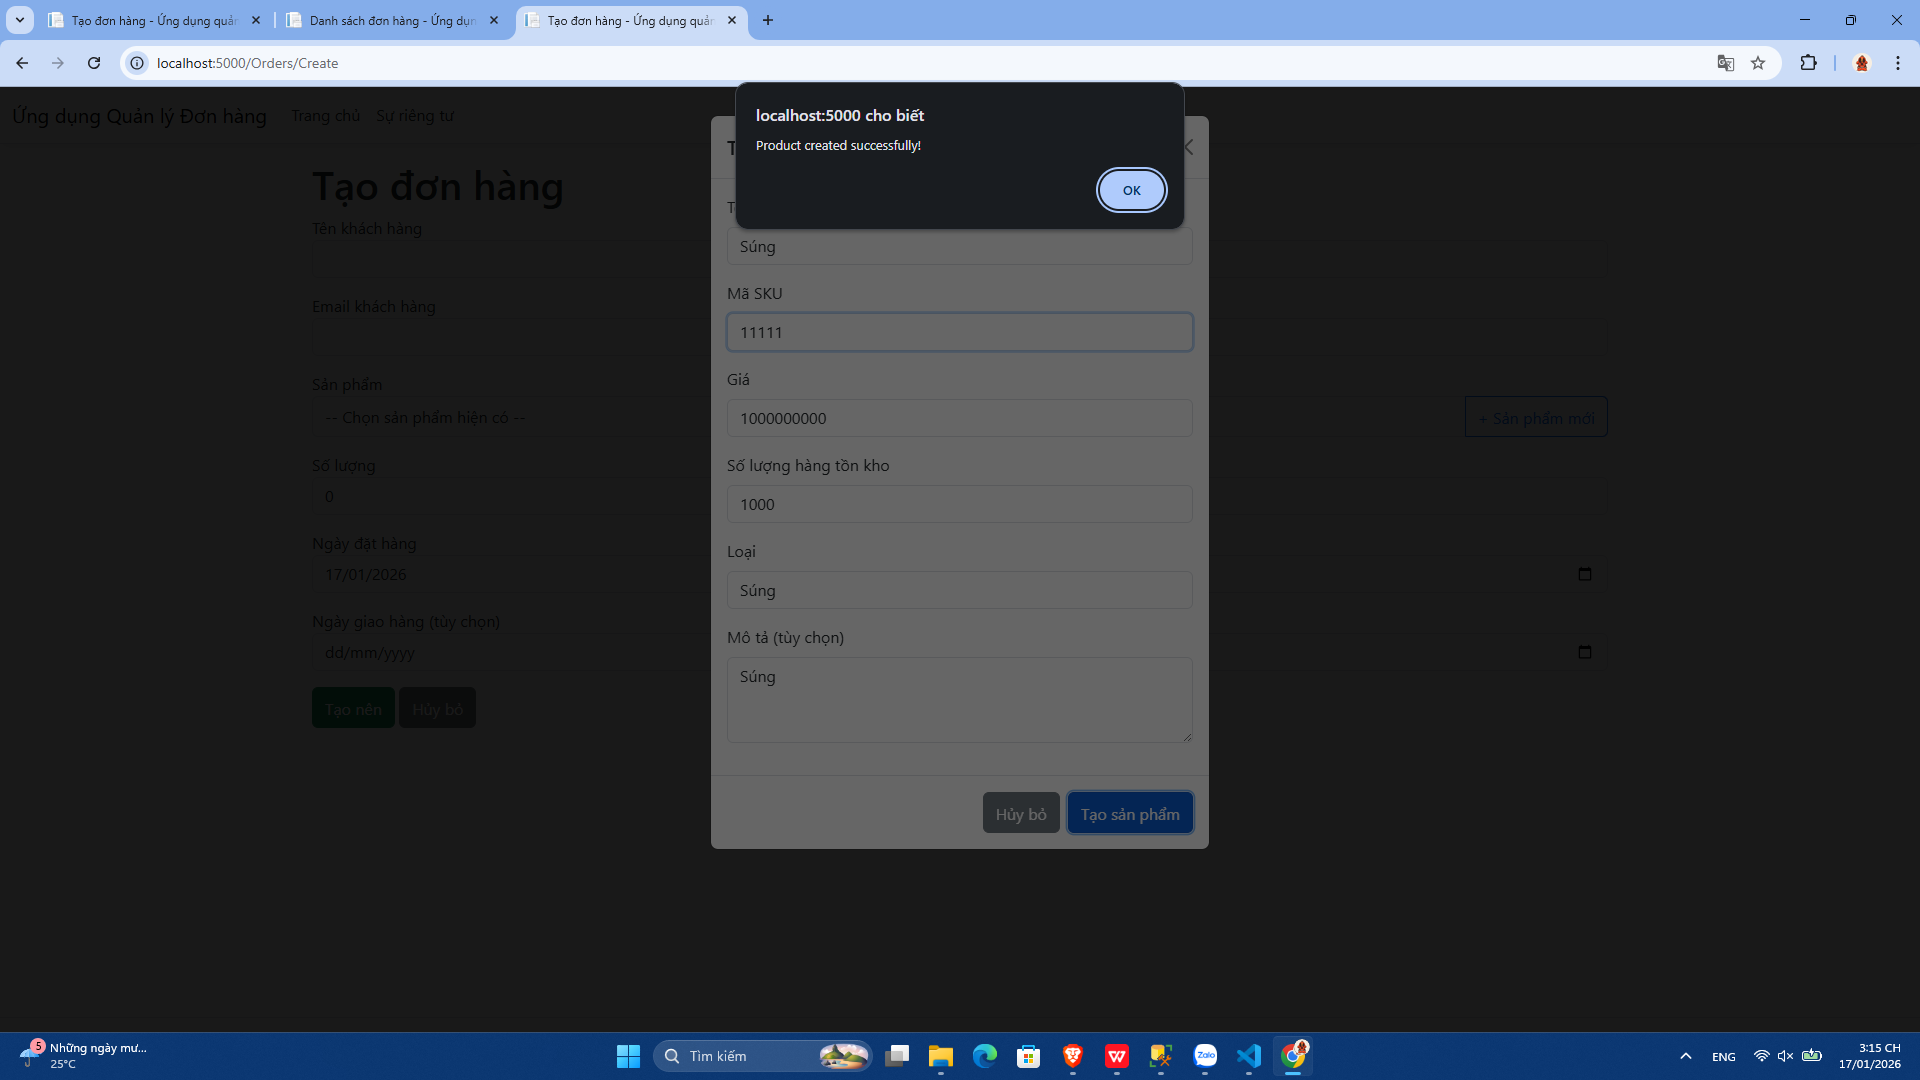 Tạo đơn hàng - Ứng dụng quản
Danh sách đơn hàng - Ứng dụn
Tạo đơn hàng - Ứng dụng quản
localhost:5000/Orders/Create
Ứng dụng Quản lý Đơn hàng
Trang chủ
Sự riêng tư
localhost:5000 cho biết
Product created successfully!
OK
Tạo đơn hàng
Tên khách hàng
Email khách hàng
Sản phẩm
-- Chọn sản phẩm hiện có --
+ Sản phẩm mới
Số lượng
0
Ngày đặt hàng
17/01/2026
Ngày giao hàng (tùy chọn)
dd/mm/yyyy
Tạo nên
Hủy bỏ
Súng
Mã SKU
11111
Giá
1000000000
Số lượng hàng tồn kho
1000
Loại
Súng
Mô tả (tùy chọn)
Súng
Hủy bỏ
Tạo sản phẩm
5
Những ngày mư...
25°C
Tìm kiếm
Zalo
ENG
3:15 CH
17/01/2026